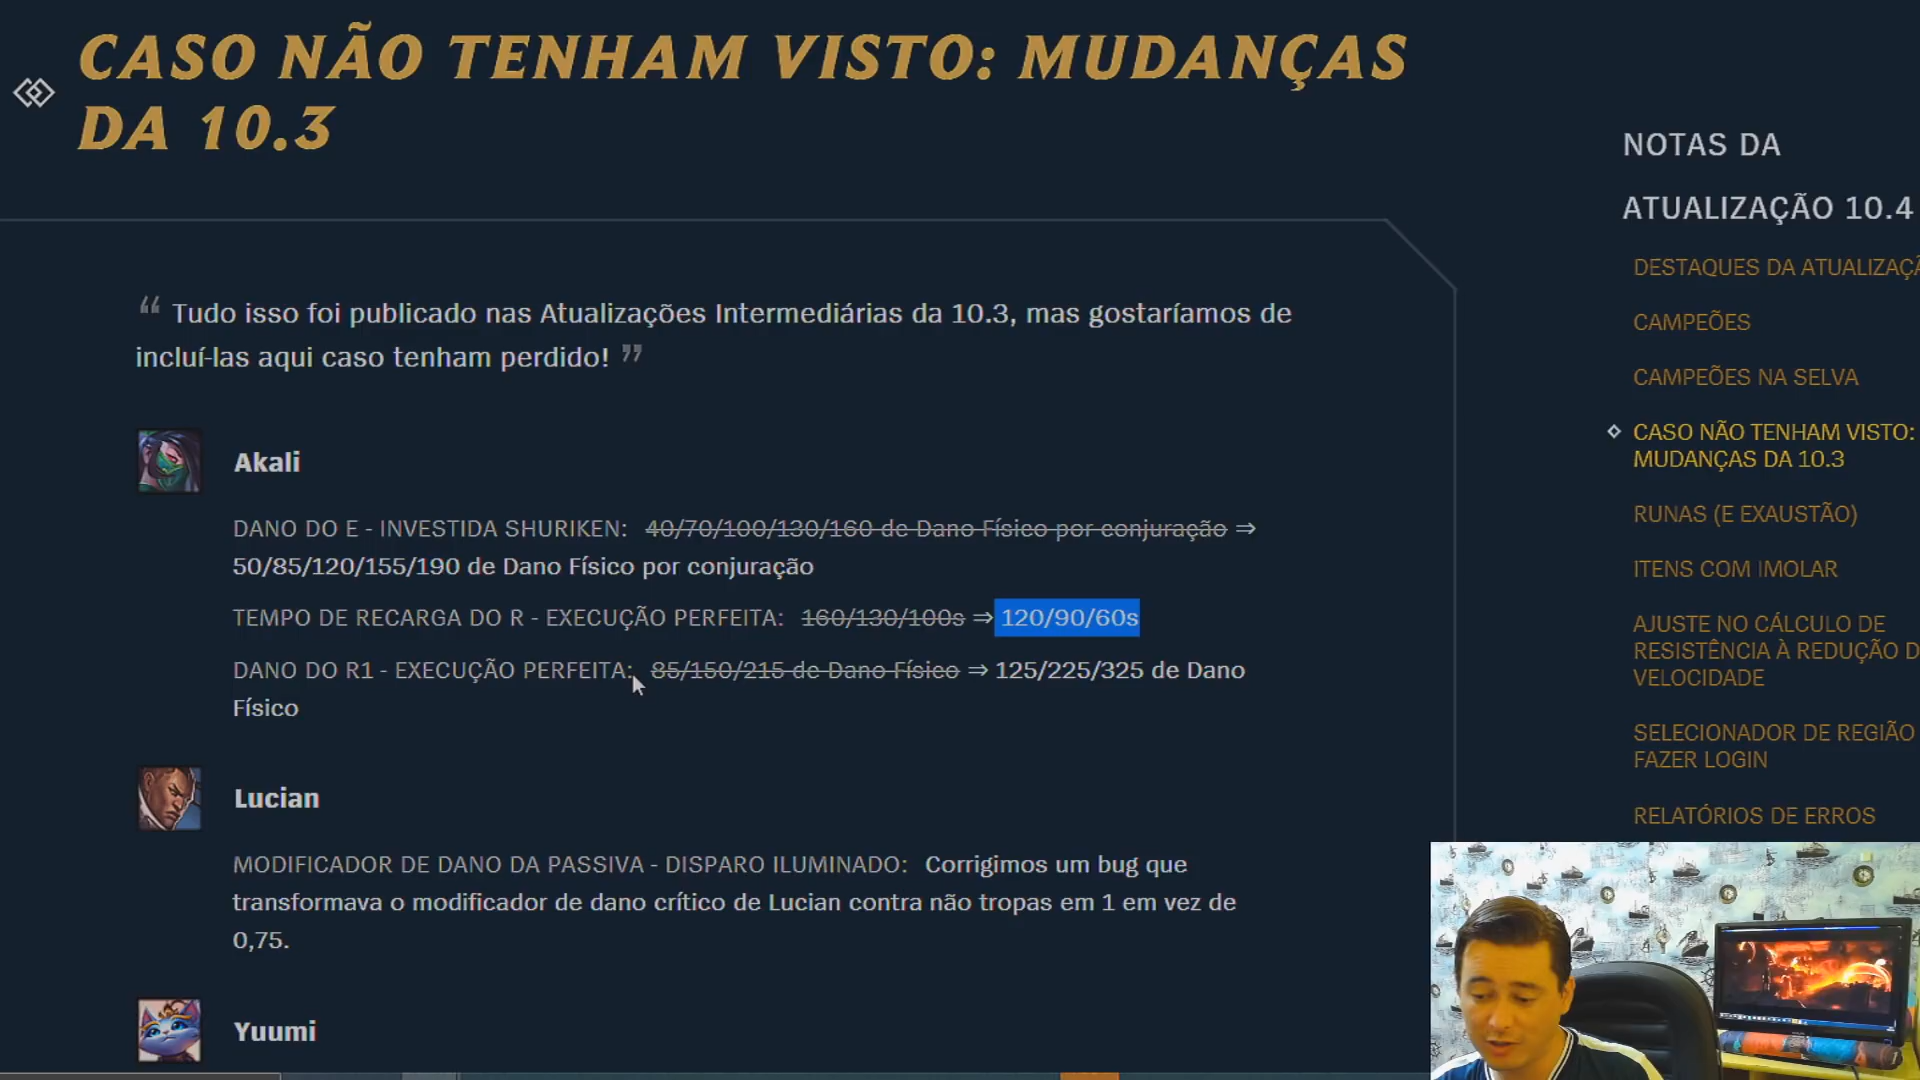 CASO NÃO TENHAM VISTO: MUDANÇAS
DA 10.3
“ Tudo isso foi publicado nas Atualizações Intermediárias da 10.3, mas gostaríamos de
incluí-las aqui caso tenham perdido! ”
Akali
DANO DO E - INVESTIDA SHURIKEN: 40/70/100/130/160 de Dano Físico por conjuração ⇒
50/85/120/155/190 de Dano Físico por conjuração
TEMPO DE RECARGA DO R - EXECUÇÃO PERFEITA: 160/130/100s ⇒ 120/90/60s
DANO DO R1 - EXECUÇÃO PERFEITA: 85/150/215 de Dano Físico ⇒ 125/225/325 de Dano
Físico
Lucian
MODIFICADOR DE DANO DA PASSIVA - DISPARO ILUMINADO: Corrigimos um bug que
transformava o modificador de dano crítico de Lucian contra não tropas em 1 em vez de
0,75.
Yuumi
NOTAS DA
ATUALIZAÇÃO 10.4
DESTAQUES DA ATUALIZAÇÃ
CAMPEÕES
CAMPEÕES NA SELVA
CASO NÃO TENHAM VISTO:
MUDANÇAS DA 10.3
RUNAS (E EXAUSTÃO)
ITENS COM IMOLAR
AJUSTE NO CÁLCULO DE
RESISTÊNCIA À REDUÇÃO D
VELOCIDADE
SELECIONADOR DE REGIÃO
FAZER LOGIN
RELATÓRIOS DE ERROS